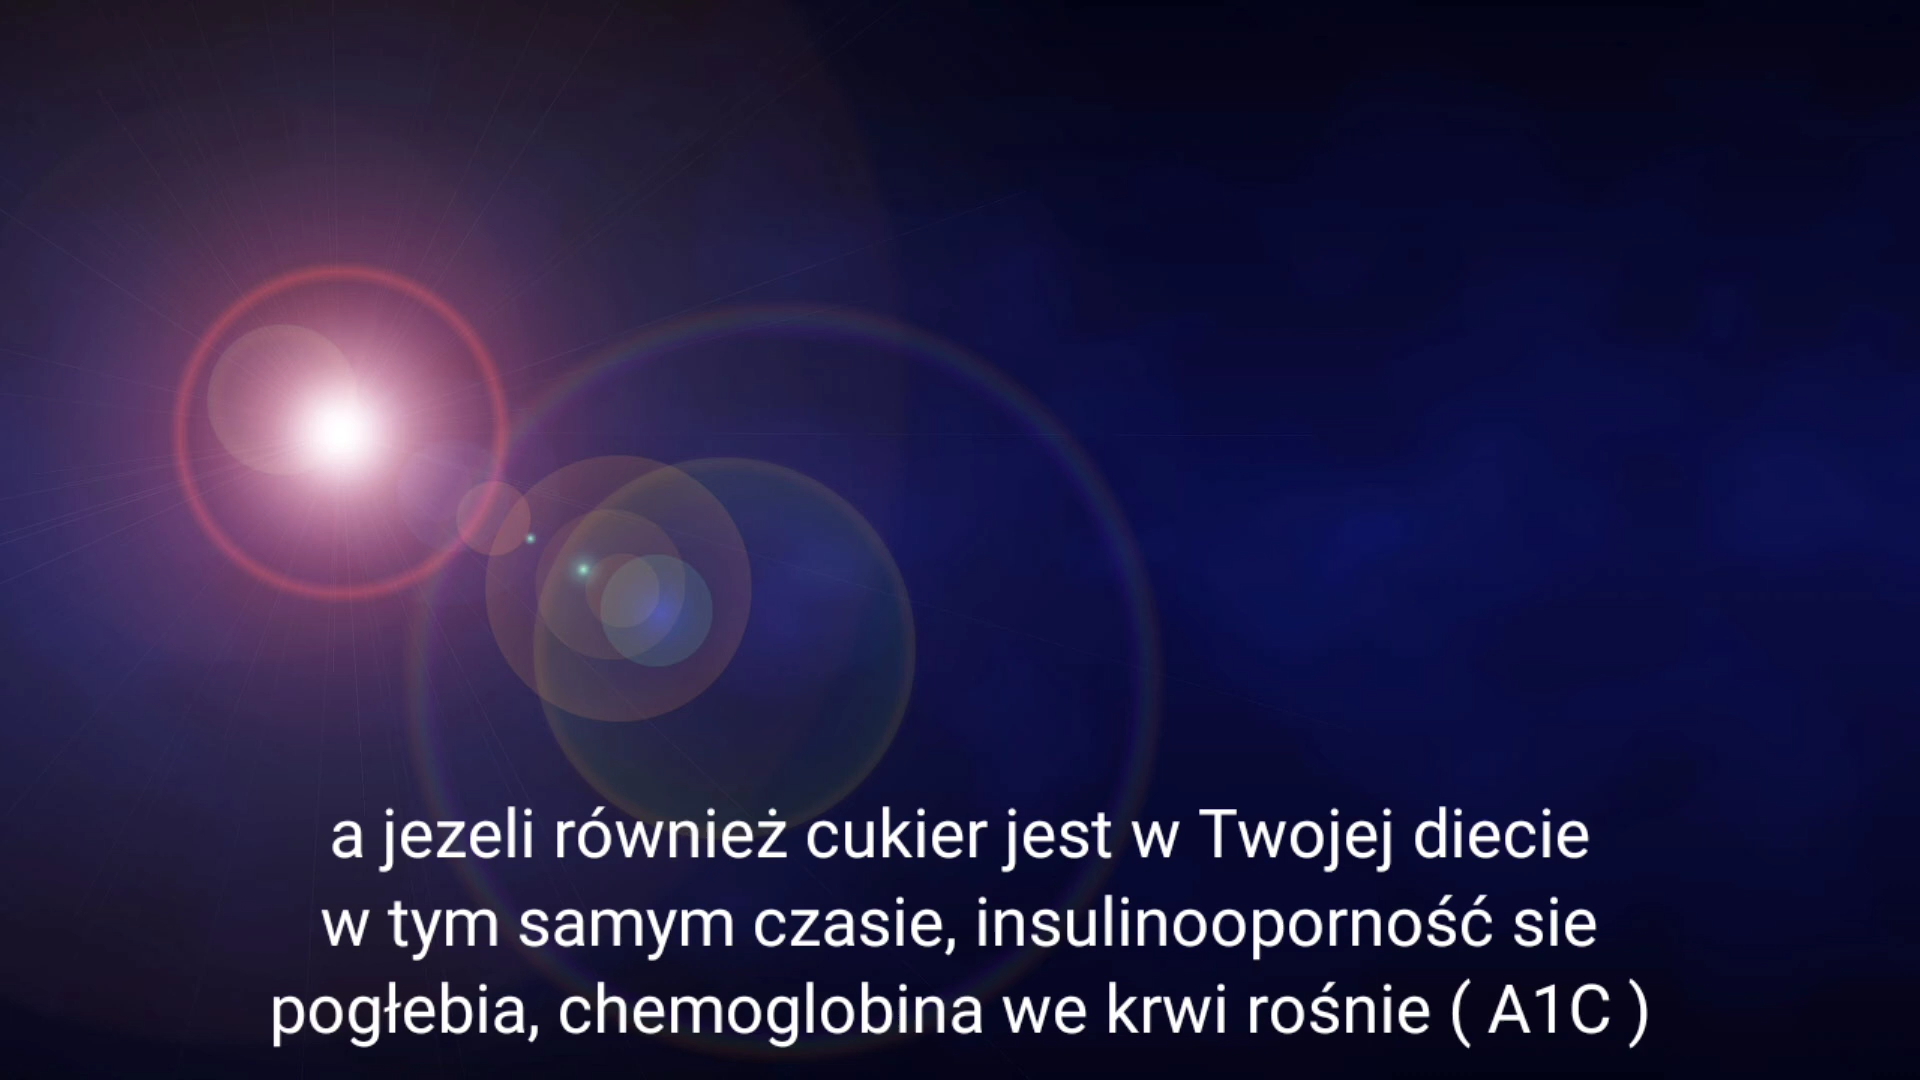 a jezeli również cukier jest w Twojej diecie
w tym samym czasie, insulinooporność sie
pogłebia, chemoglobina we krwi rośnie ( A1C )